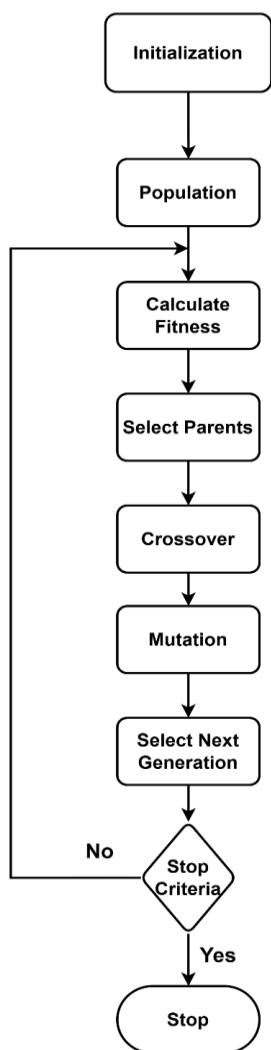 Initialization
Population
Calculate
Fitness
Select Parents
Crossover
Mutation
Select Next
Generation
No
Stop
Criteria
Yes
Stop